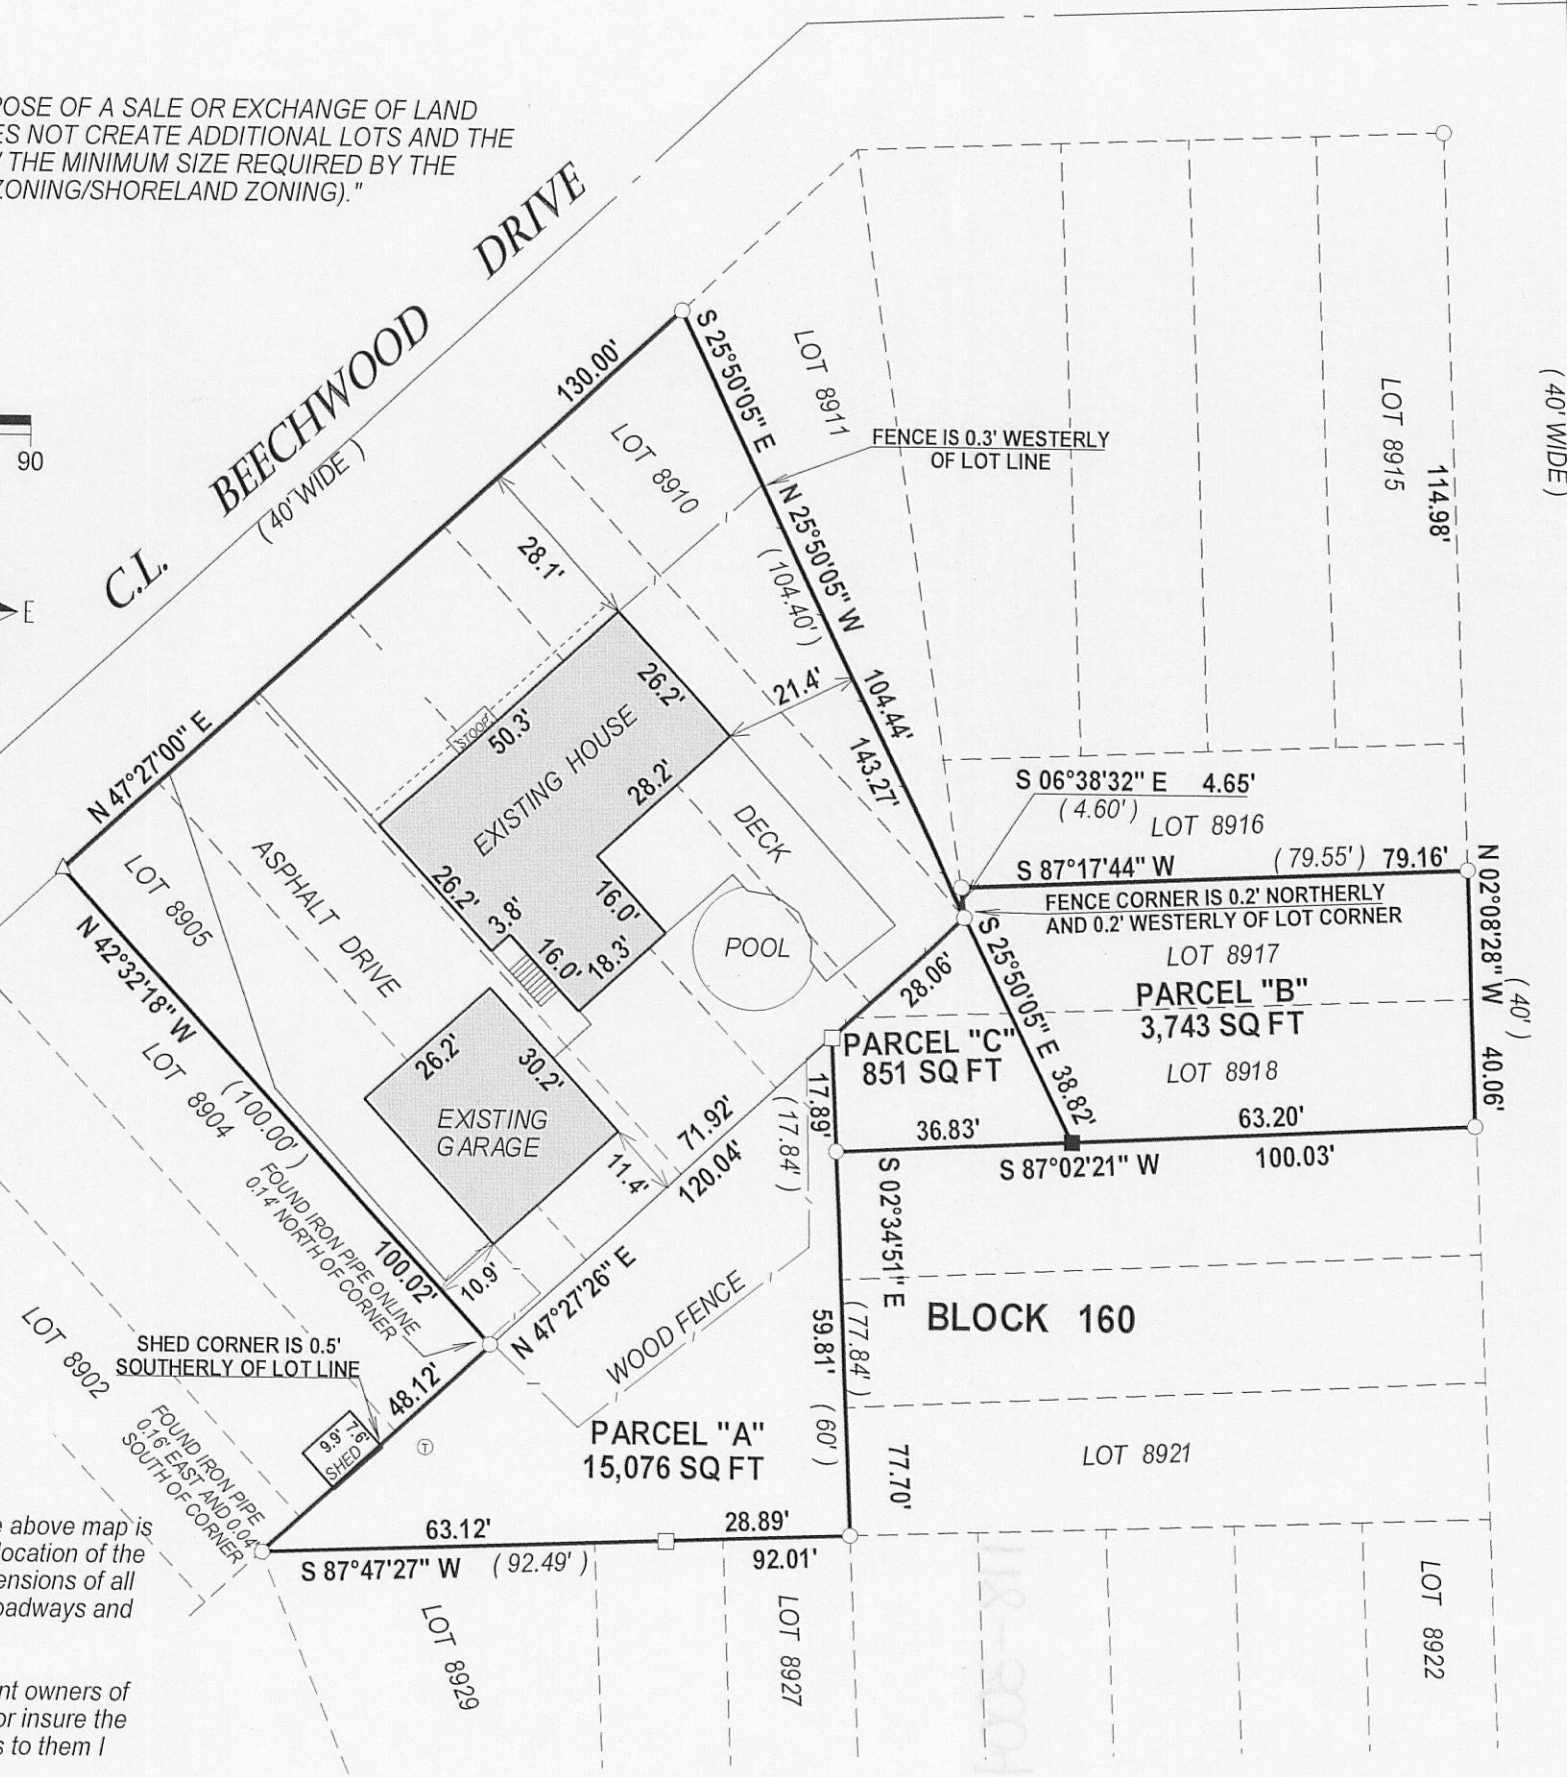 OSE OF A SALE OR EXCHANGE OF LAND
ES NOT CREATE ADDITIONAL LOTS AND THE
THE MINIMUM SIZE REQUIRED BY THE
ZONING/SHORELAND ZONING)."
C.L. BEECHWOOD DRIVE
( 40' WIDE )
90
E
130.00'
S 25°50'05" E
LOT 8911
LOT 8910
FENCE IS 0.3' WESTERLY
OF LOT LINE
LOT 8915
114.98'
( 40' WIDE )
N 25°50'05" W
( 104.40' )
28.1'
26.2'
21.4'
104.44'
143.27'
STOOP
50.3'
EXISTING HOUSE
28.2'
DECK
N 47°27'00" E
S 06°38'32" E 4.65'
( 4.60' )
LOT 8916
S 87°17'44" W
( 79.55' ) 79.16'
N 02°08'28" W
( 40' )
40.06'
FENCE CORNER IS 0.2' NORTHERLY
AND 0.2' WESTERLY OF LOT CORNER
LOT 8905
ASPHALT DRIVE
26.2'
3.8'
16.0'
16.0'
18.3'
POOL
28.06'
S 25°50'05" E 38.82'
LOT 8917
PARCEL "B"
3,743 SQ FT
LOT 8918
PARCEL "C"
851 SQ FT
N 42°32'18" W
LOT 8904
( 100.00' )
26.2'
30.2'
EXISTING
GARAGE
11.4'
71.92'
120.04'
17.89'
( 17.84' )
36.83'
63.20'
S 87°02'21" W
100.03'
S 02°34'51" E
FOUND IRON PIPE ONLINE
0.14' NORTH OF CORNER
100.02'
10.9'
N 47°27'26" E
WOOD FENCE
59.81'
( 77.84' )
( 60' )
77.70'
BLOCK 160
LOT 8902
SHED CORNER IS 0.5'
SOUTHERLY OF LOT LINE
48.12'
9.9'
7.6'
SHED
T
FOUND IRON PIPE
0.16' EAST AND 0.04'
SOUTH OF CORNER
PARCEL "A"
15,076 SQ FT
LOT 8921
63.12'
28.89'
S 87°47'27" W
( 92.49' )
92.01'
LOT 8929
LOT 8927
LOT 8922
e above map is
location of the
ensions of all
oadways and
nt owners of
or insure the
s to them I